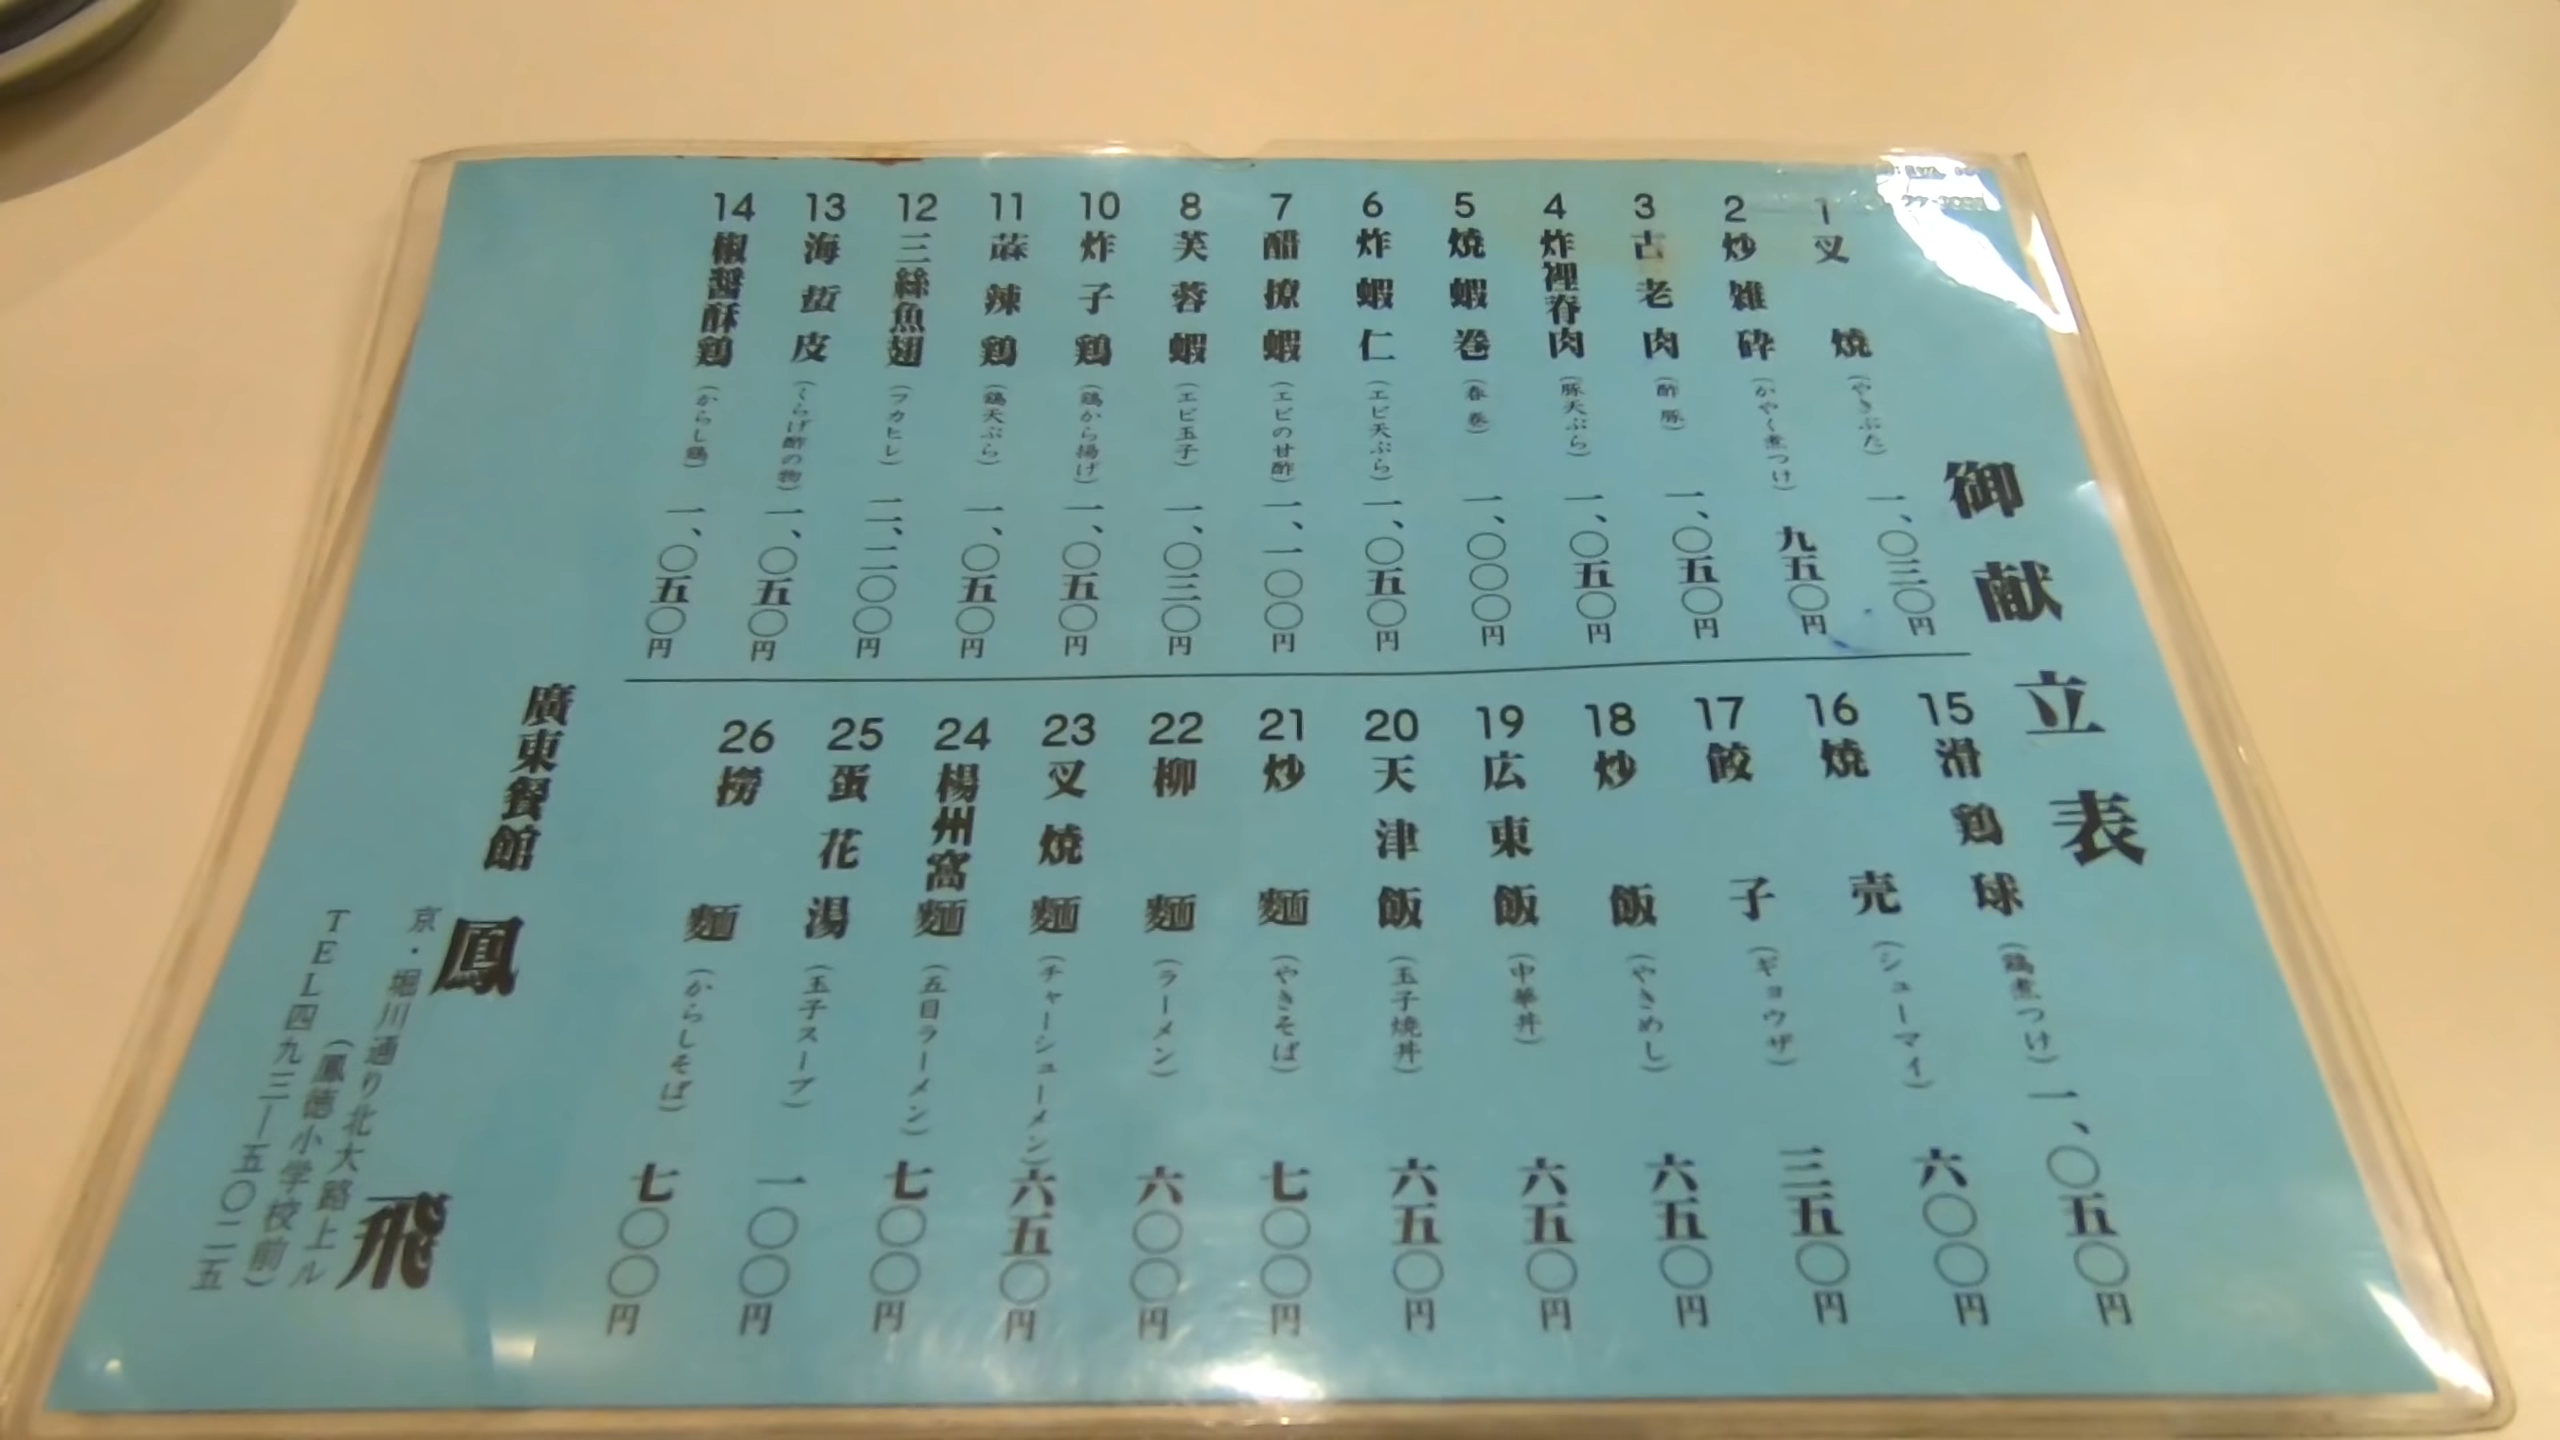 御献立表
1 叉焼 (やきぶた) 一、〇三〇円
2 炒雑砕 (かやく煮つけ) 九五〇円
3 古老肉 (酢豚) 一、〇五〇円
4 炸裡脊肉 (豚天ぷら) 一、〇五〇円
5 焼蝦巻 (春巻) 一、〇〇〇円
6 炸蝦仁 (エビ天ぷら) 一、〇五〇円
7 醋撩蝦 (エビの甘酢) 一、一〇〇円
8 芙蓉蝦 (エビ玉子) 一、〇三〇円
10 炸子鶏 (鶏から揚げ) 一、〇五〇円
11 蒜辣鶏 (鶏天ぷら) 一、〇五〇円
12 三絲魚翅 (フカヒレ) 二、二〇〇円
13 海蜇皮 (くらげ酢の物) 一、〇五〇円
14 椒醤酥鶏 (からし鶏) 一、〇五〇円
15 滑鶏球 (鶏煮つけ) 一、〇五〇円
16 焼売 (シューマイ) 六〇〇円
17 餃子 (ギョウザ) 三五〇円
18 炒飯 (やきめし) 六五〇円
19 広東飯 (中華丼) 六五〇円
20 天津飯 (玉子焼丼) 六五〇円
21 炒麺 (やきそば) 七〇〇円
22 柳麺 (ラーメン) 六〇〇円
23 叉焼麺 (チャーシューメン) 六五〇円
24 楊州窩麺 (五目ラーメン) 七〇〇円
25 蛋花湯 (玉子スープ) 一〇〇円
26 撈麺 (からしそば) 七〇〇円
廣東餐館 鳳飛
京・堀川通り北大路上ル
(鳳徳小学校前)
TEL四九三―五〇二五